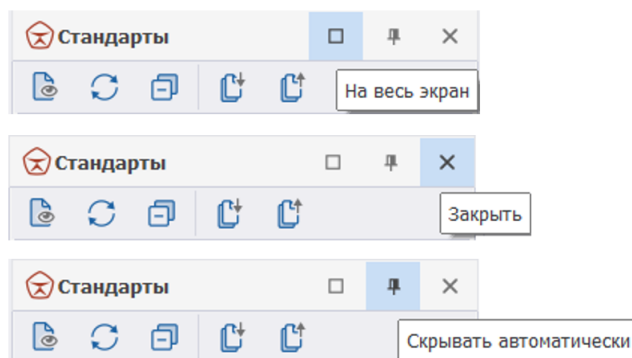 Стандарты
На весь экран
Стандарты
Закрыть
Стандарты
Скрывать автоматически